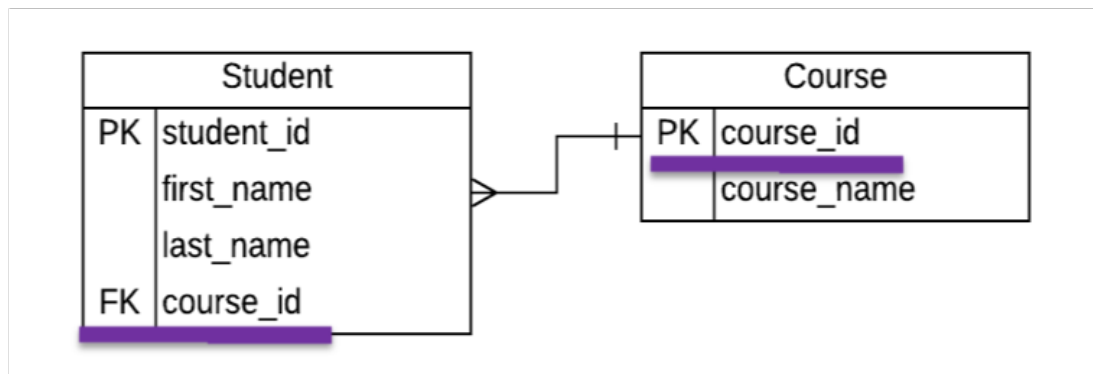 Student
PK student_id
first_name
last_name
FK course_id
Course
PK course_id
course_name